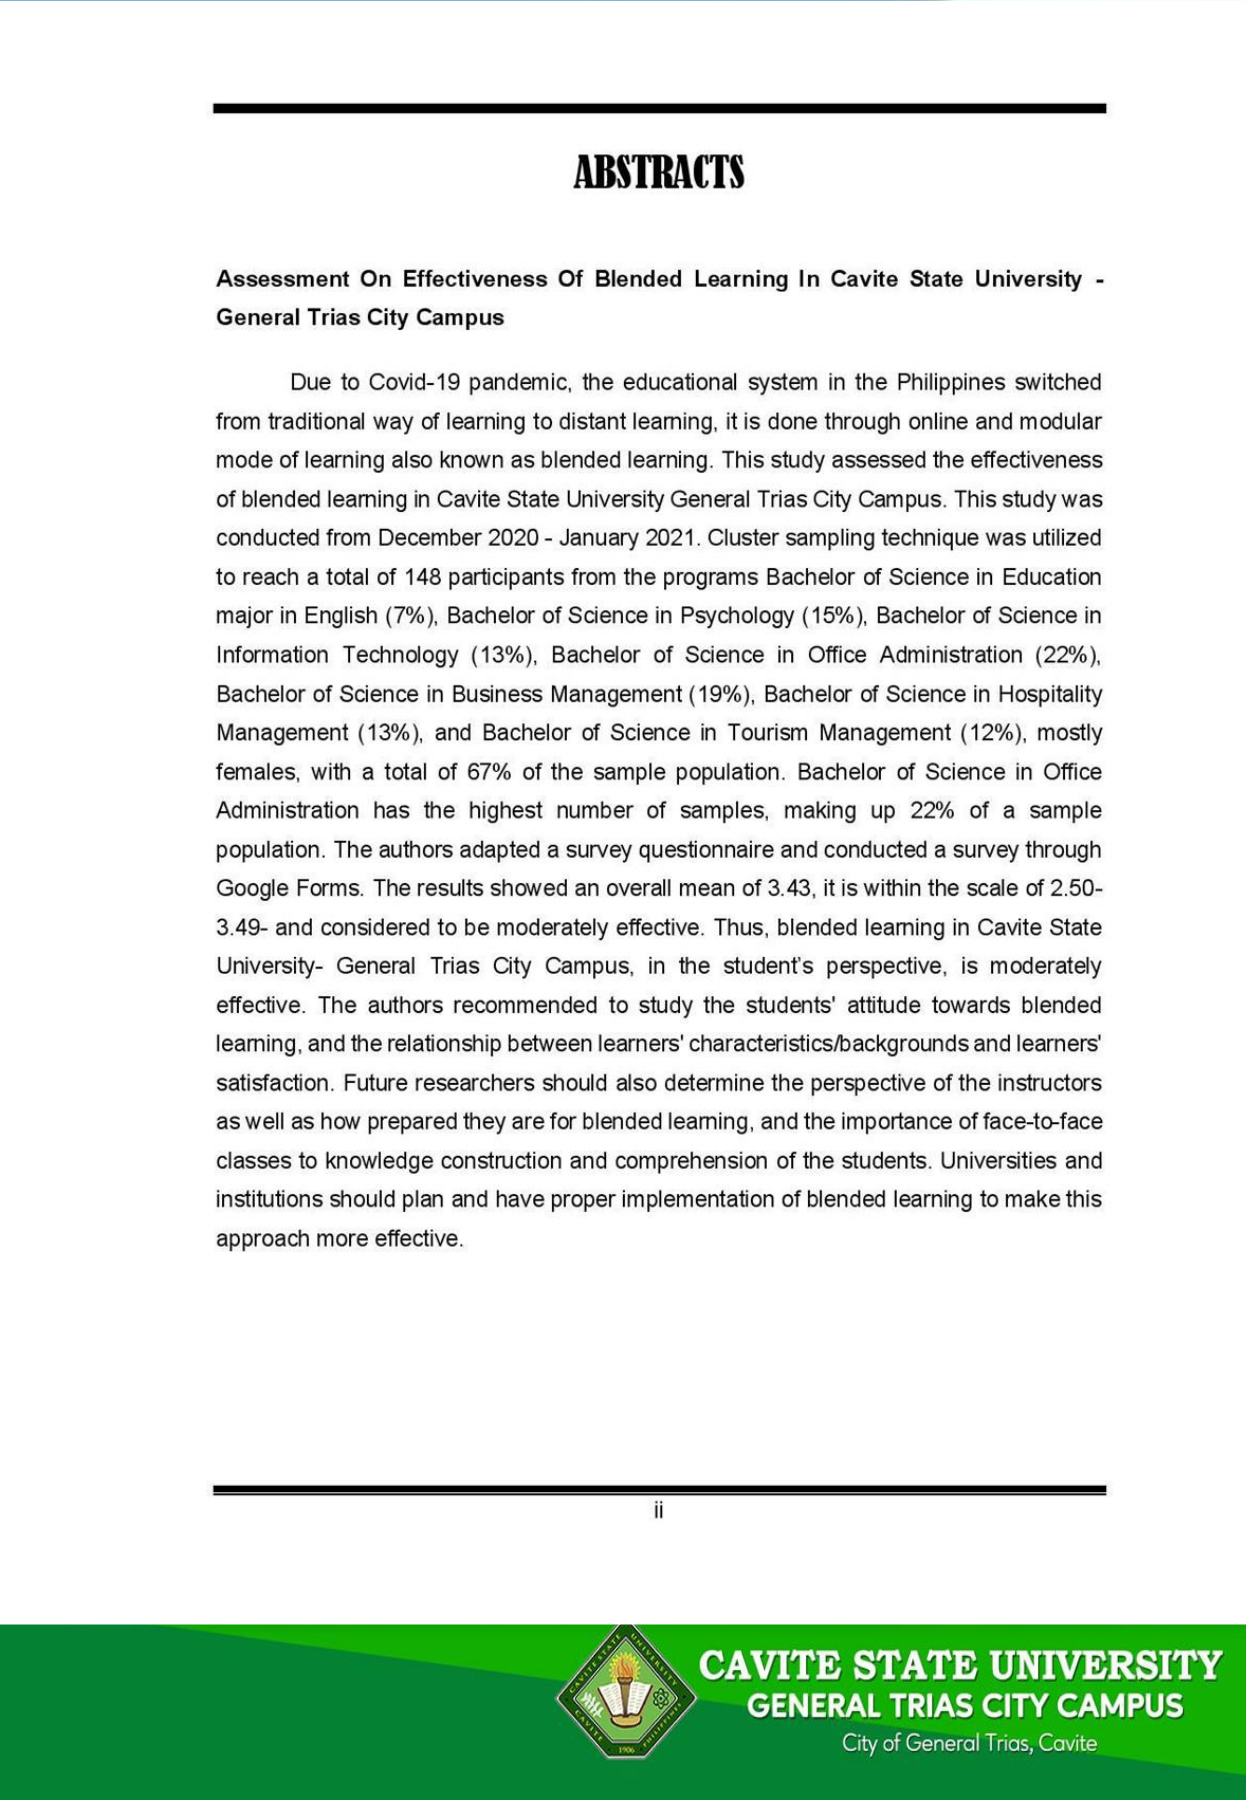 ABSTRACTS
Assessment On Effectiveness Of Blended Learning In Cavite State University -
General Trias City Campus
Due to Covid-19 pandemic, the educational system in the Philippines switched
from traditional way of learning to distant learning, it is done through online and modular
mode of learning also known as blended learning. This study assessed the effectiveness
of blended learning in Cavite State University General Trias City Campus. This study was
conducted from December 2020 - January 2021. Cluster sampling technique was utilized
to reach a total of 148 participants from the programs Bachelor of Science in Education
major in English (7%), Bachelor of Science in Psychology (15%), Bachelor of Science in
Information Technology (13%), Bachelor of Science in Office Administration (22%),
Bachelor of Science in Business Management (19%), Bachelor of Science in Hospitality
Management (13%), and Bachelor of Science in Tourism Management (12%), mostly
females, with a total of 67% of the sample population. Bachelor of Science in Office
Administration has the highest number of samples, making up 22% of a sample
population. The authors adapted a survey questionnaire and conducted a survey through
Google Forms. The results showed an overall mean of 3.43, it is within the scale of 2.50-
3.49- and considered to be moderately effective. Thus, blended learning in Cavite State
University- General Trias City Campus, in the student's perspective, is moderately
effective. The authors recommended to study the students' attitude towards blended
learning, and the relationship between learners' characteristics/backgrounds and learners'
satisfaction. Future researchers should also determine the perspective of the instructors
as well as how prepared they are for blended learning, and the importance of face-to-face
classes to knowledge construction and comprehension of the students. Universities and
institutions should plan and have proper implementation of blended learning to make this
approach more effective.
ii
CAVITE STATE UNIVERSITY
CAVITE PHILIPPINES
1906
CAVITE STATE UNIVERSITY
GENERAL TRIAS CITY CAMPUS
City of General Trias, Cavite